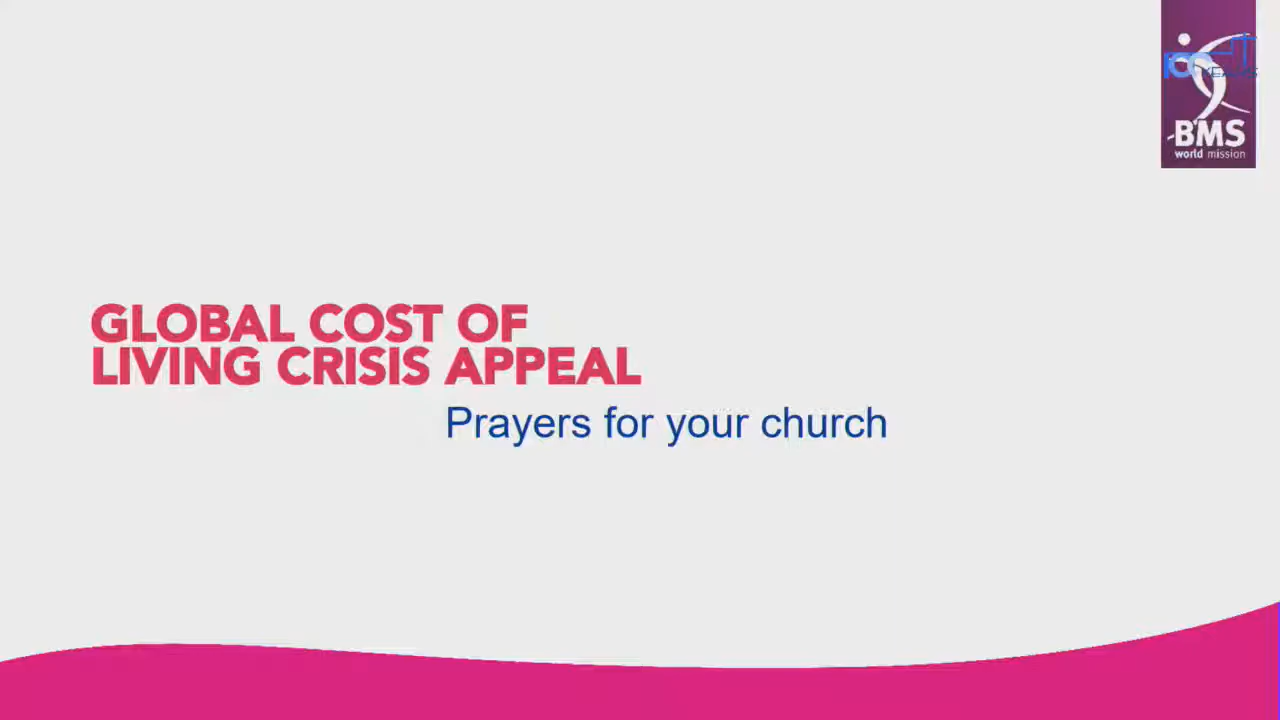 BMS
world mission
GLOBAL COST OF
LIVING CRISIS APPEAL
Prayers for your church